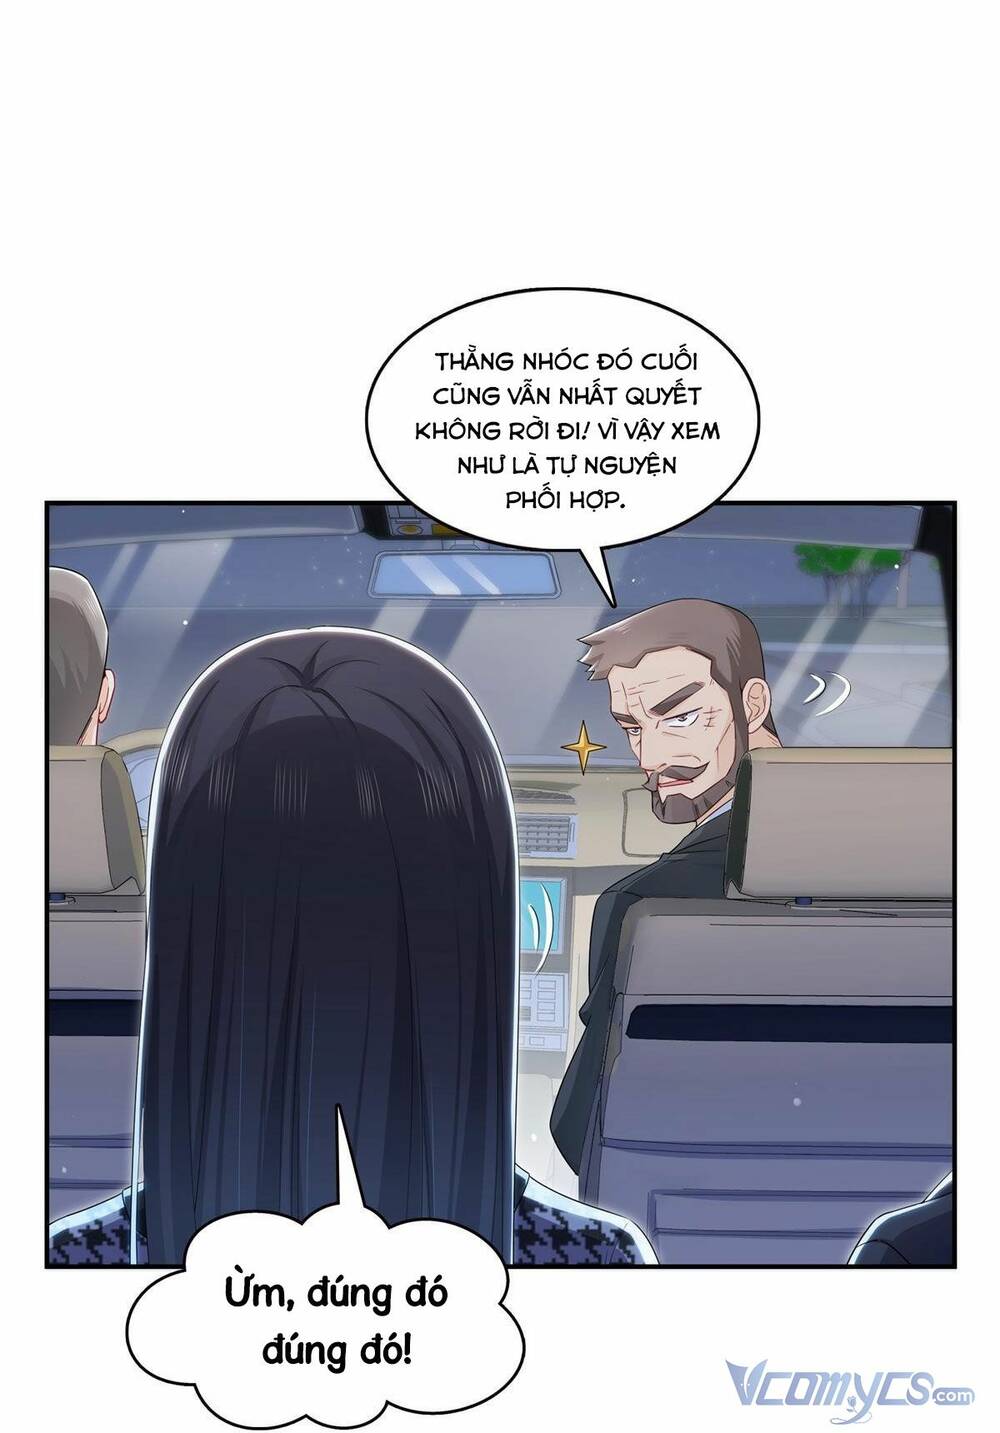 THẰNG NHÓC ĐÓ CUỐI
CŨNG VẪN NHẤT QUYẾT
KHÔNG RỜI ĐI! VÌ VẬY XEM
NHƯ LÀ TỰ NGUYỆN
PHỐI HỢP.
Ừm, đúng đó
đúng đó!
VCOMYCS.com